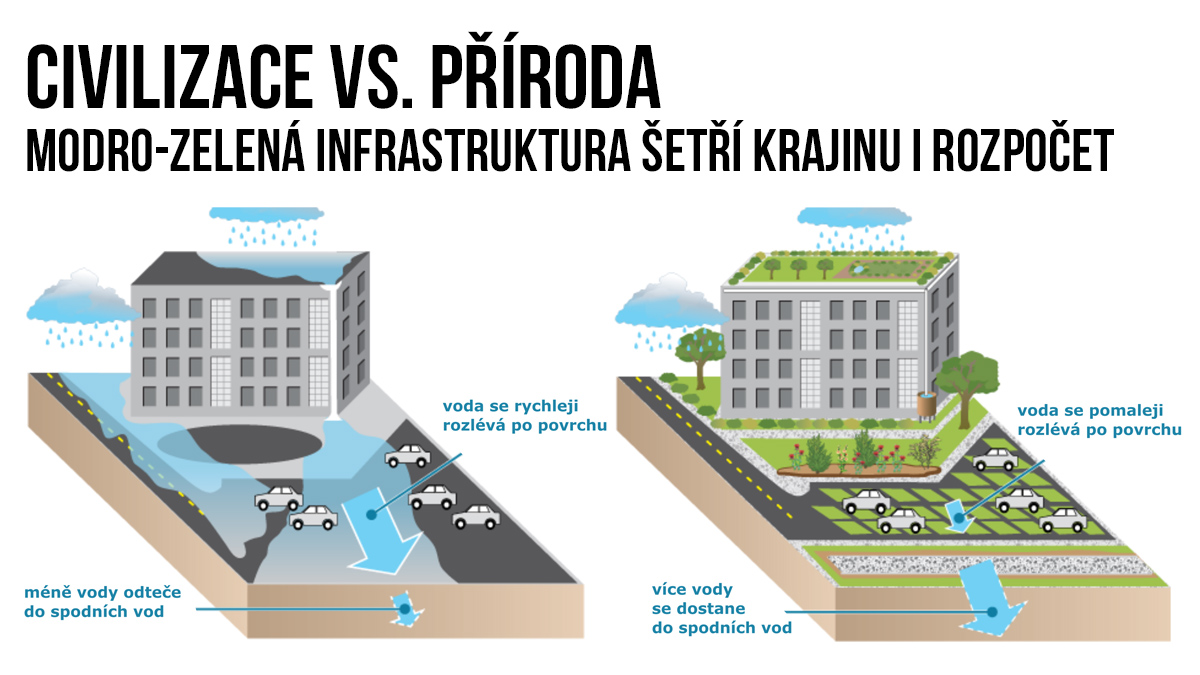 CIVILIZACE VS. PŘÍRODA
MODRO-ZELENÁ INFRASTRUKTURA ŠETŘÍ KRAJINU I ROZPOČET
voda se rychleji
rozlévá po povrchu
méně vody odteče
do spodních vod
voda se pomaleji
rozlévá po povrchu
více vody
se dostane
do spodních vod